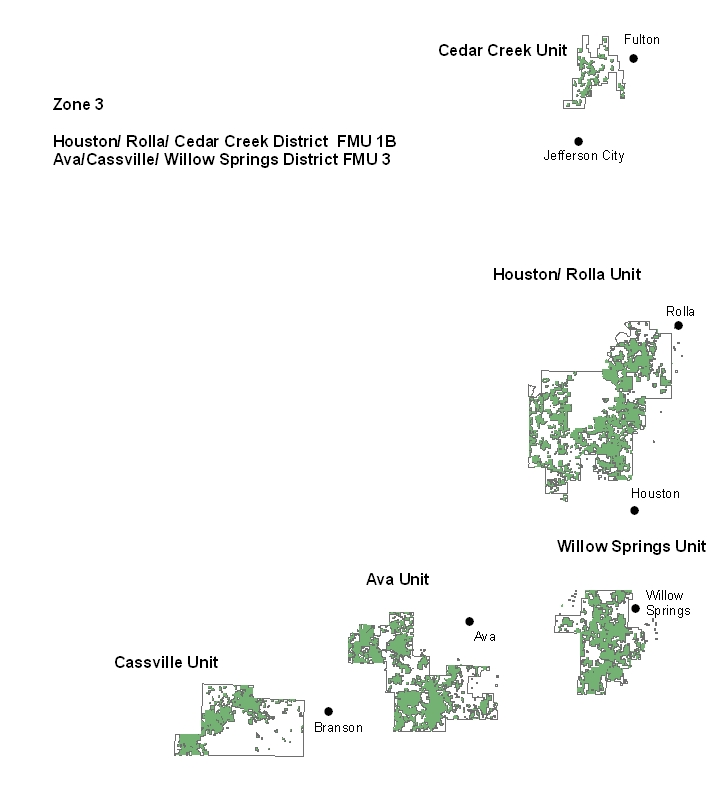 Cedar Creek Unit
Fulton
Zone 3
Houston/ Rolla/ Cedar Creek District  FMU 1B
Ava/Cassville/ Willow Springs District FMU 3
Jefferson City
Houston/ Rolla Unit
Rolla
Houston
Willow Springs Unit
Ava Unit
Willow
Springs
Ava
Cassville Unit
Branson